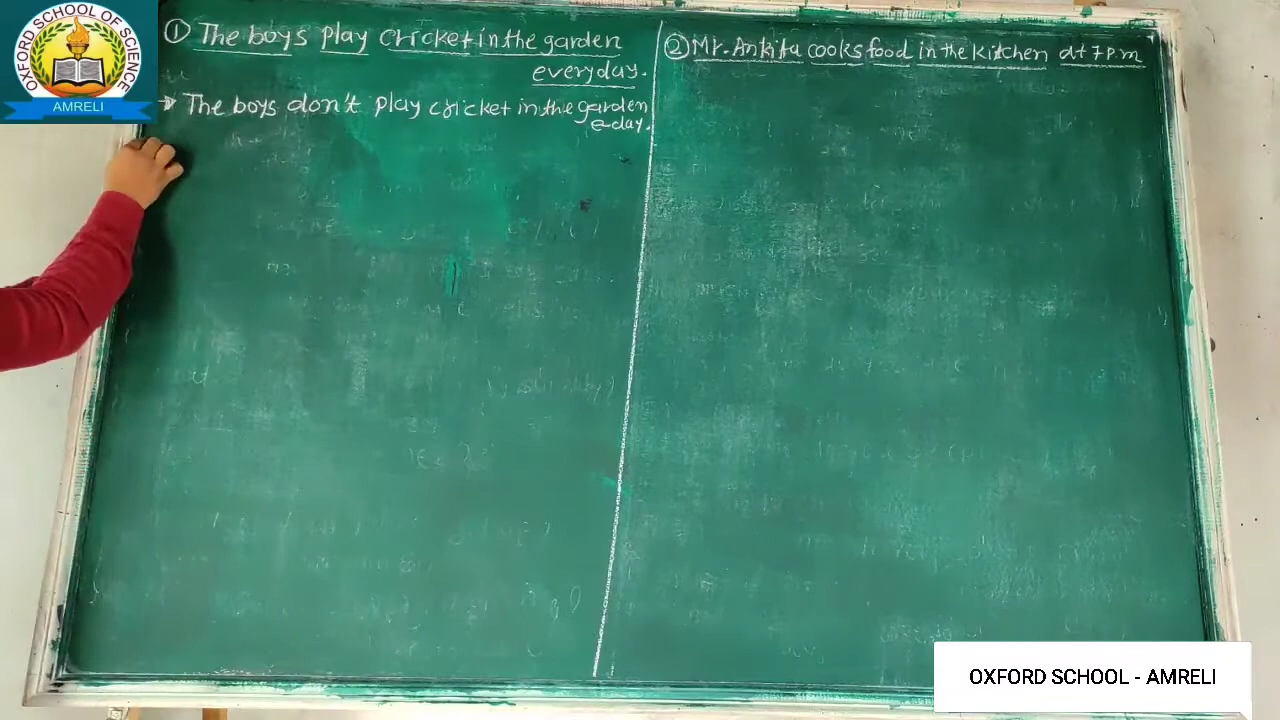 OXFORD SCHOOL OF SCIENCE
AMRELI
① The boys play cricket in the garden
everyday.
The boys don't play cricket in the garden
e-day.
② Mr. Ankita cooks food in the kitchen at 7 p.m
OXFORD SCHOOL - AMRELI